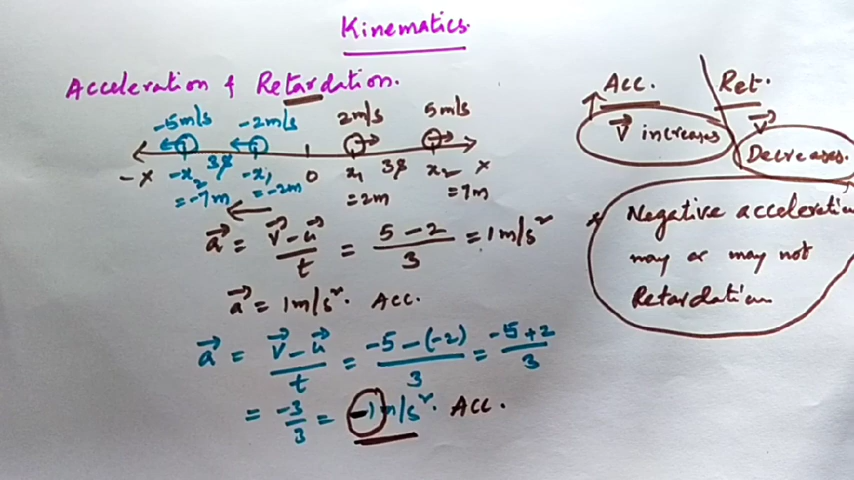 Kinematics.
Acceleration & Retardation.
-5m/s -2m/s 2m/s 5m/s
3s 3s
-x -x₂ -x₁ 0 x₁ x₂ x
=-7m =-2m =2m =7m
a⃗ = (v⃗ - u⃗)/t = (5-2)/3 = 1m/s²
a⃗ = 1m/s². Acc.
a⃗ = (v⃗ - u⃗)/t = (-5-(-2))/3 = (-5+2)/3
= -3/3 = -1m/s². Acc.
Acc. Ret.
v⃗ increases
v⃗
Decreases.
* Negative acceleration
may or may not
Retardation